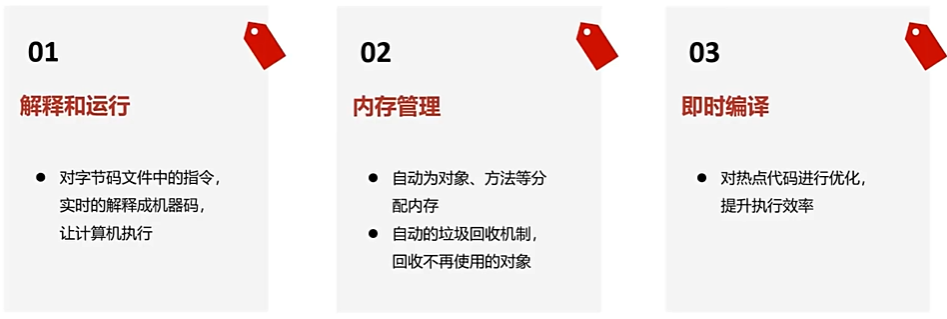 01
解释和运行
● 对字节码文件中的指令，
实时的解释成机器码，
让计算机执行
02
内存管理
● 自动为对象、方法等分
配内存
● 自动的垃圾回收机制，
回收不再使用的对象
03
即时编译
● 对热点代码进行优化，
提升执行效率